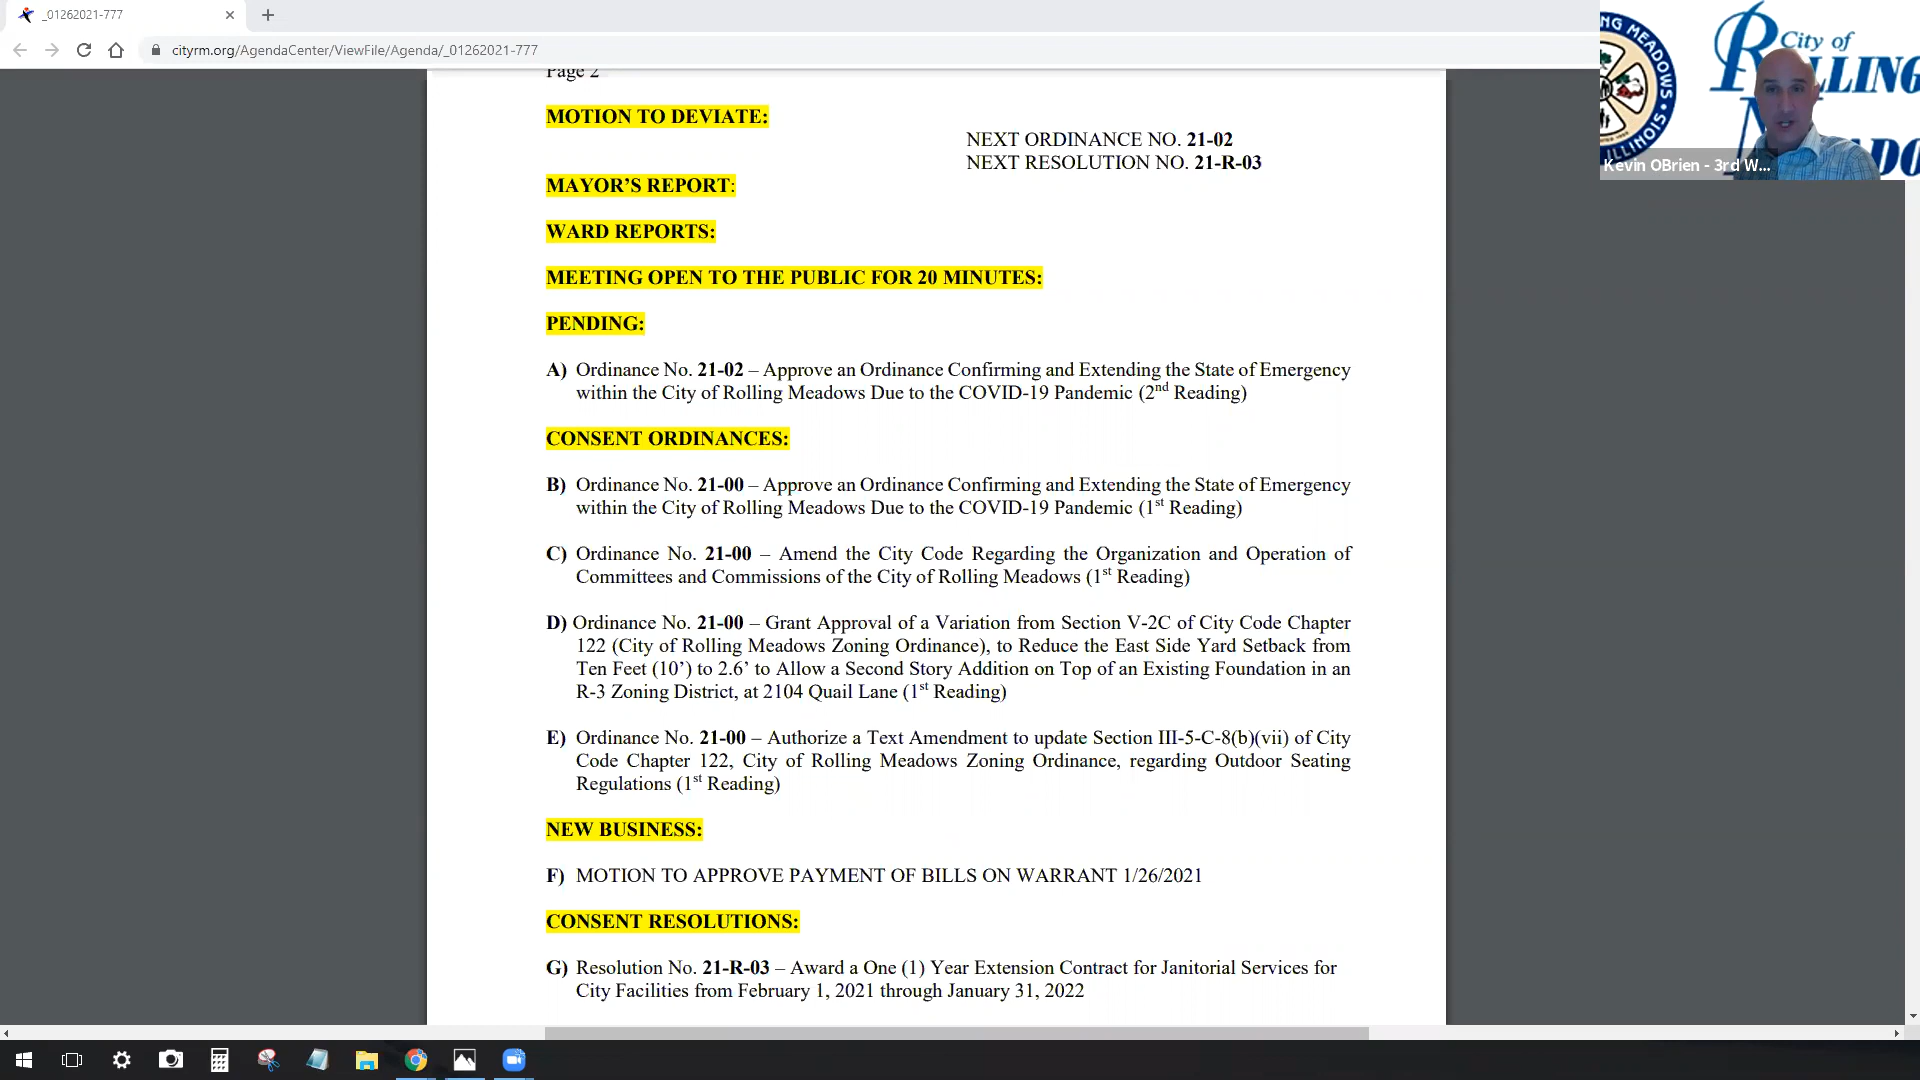 _01262021-777
cityrm.org/AgendaCenter/ViewFile/Agenda/_01262021-777
City of
ROLLING
MEADOWS
ILLINOIS
Kevin OBrien - 3rd W...
Page 2
MOTION TO DEVIATE:
NEXT ORDINANCE NO. 21-02
NEXT RESOLUTION NO. 21-R-03
MAYOR’S REPORT:
WARD REPORTS:
MEETING OPEN TO THE PUBLIC FOR 20 MINUTES:
PENDING:
A) Ordinance No. 21-02 – Approve an Ordinance Confirming and Extending the State of Emergency
within the City of Rolling Meadows Due to the COVID-19 Pandemic (2nd Reading)
CONSENT ORDINANCES:
B) Ordinance No. 21-00 – Approve an Ordinance Confirming and Extending the State of Emergency
within the City of Rolling Meadows Due to the COVID-19 Pandemic (1st Reading)
C) Ordinance No. 21-00 – Amend the City Code Regarding the Organization and Operation of
Committees and Commissions of the City of Rolling Meadows (1st Reading)
D) Ordinance No. 21-00 – Grant Approval of a Variation from Section V-2C of City Code Chapter
122 (City of Rolling Meadows Zoning Ordinance), to Reduce the East Side Yard Setback from
Ten Feet (10’) to 2.6’ to Allow a Second Story Addition on Top of an Existing Foundation in an
R-3 Zoning District, at 2104 Quail Lane (1st Reading)
E) Ordinance No. 21-00 – Authorize a Text Amendment to update Section III-5-C-8(b)(vii) of City
Code Chapter 122, City of Rolling Meadows Zoning Ordinance, regarding Outdoor Seating
Regulations (1st Reading)
NEW BUSINESS:
F) MOTION TO APPROVE PAYMENT OF BILLS ON WARRANT 1/26/2021
CONSENT RESOLUTIONS:
G) Resolution No. 21-R-03 – Award a One (1) Year Extension Contract for Janitorial Services for
City Facilities from February 1, 2021 through January 31, 2022